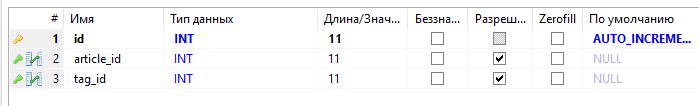 # Имя Тип данных Длина/Знач... Беззна... Разреш... Zerofill По умолчанию
1 id INT 11 AUTO_INCREME...
2 article_id INT 11 NULL
3 tag_id INT 11 NULL